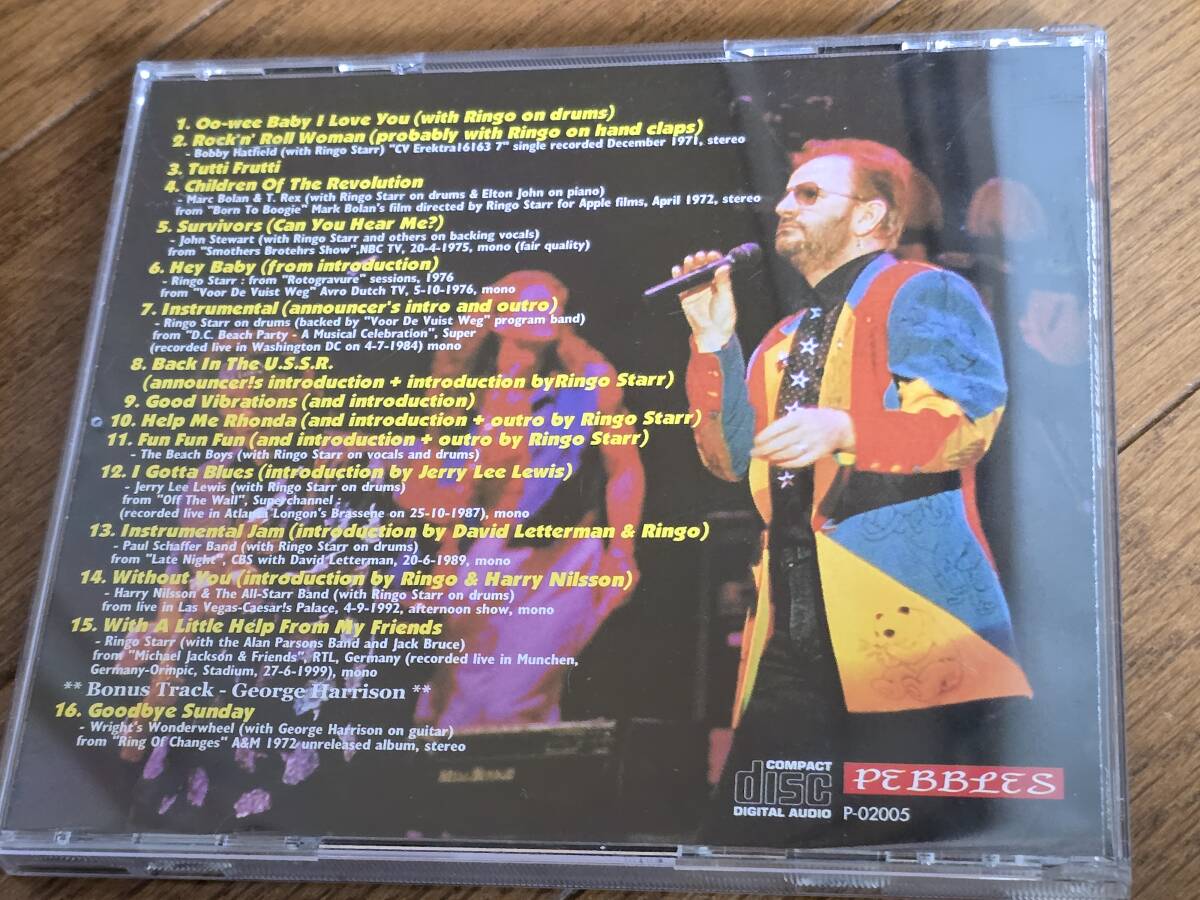 1. Oo-wee Baby I Love You (with Ringo on drums)
2. Rock'n' Roll Woman (probably with Ringo on hand claps)
- Bobby Hatfield (with Ringo Starr) "CV Erektra16163 7" single recorded December 1971, stereo
3. Tutti Frutti
4. Children Of The Revolution
- Marc Bolan & T. Rex (with Ringo Starr on drums & Elton John on piano)
from "Born To Boogie" Mark Bolan's film directed by Ringo Starr for Apple films, April 1972, stereo
5. Survivors (Can You Hear Me?)
- John Stewart (with Ringo Starr and others on backing vocals)
from "Smothers Brotehrs Show",NBC TV, 20-4-1975, mono (fair quality)
6. Hey Baby (from introduction)
- Ringo Starr : from "Rotogravure" sessions, 1976
from "Voor De Vuist Weg" Avro Dutch TV, 5-10-1976, mono
7. Instrumental (announcer's intro and outro)
- Ringo Starr on drums (backed by "Voor De Vuist Weg" program band)
from "D.C. Beach Party - A Musical Celebration", Super
(recorded live in Washington DC on 4-7-1984) mono
8. Back In The U.S.S.R.
(announcer!s introduction + introduction byRingo Starr)
9. Good Vibrations (and introduction)
10. Help Me Rhonda (and introduction + outro by Ringo Starr)
11. Fun Fun Fun (and introduction + outro by Ringo Starr)
- The Beach Boys (with Ringo Starr on vocals and drums)
12. I Gotta Blues (introduction by Jerry Lee Lewis)
- Jerry Lee Lewis (with Ringo Starr on drums)
from "Off The Wall", Superchannel :
(recorded live in Atlanta Longon's Brassene on 25-10-1987), mono
13. Instrumental Jam (introduction by David Letterman & Ringo)
- Paul Schaffer Band (with Ringo Starr on drums)
from "Late Night", CBS with David Letterman, 20-6-1989, mono
14. Without You (introduction by Ringo & Harry Nilsson)
- Harry Nilsson & The All-Starr Band (with Ringo Starr on drums)
from live in Las Vegas-Caesar!s Palace, 4-9-1992, afternoon show, mono
15. With A Little Help From My Friends
- Ringo Starr (with the Alan Parsons Band and Jack Bruce)
from "Michael Jackson & Friends", RTL, Germany (recorded live in Munchen,
Germany-Orimpic, Stadium, 27-6-1999), mono
** Bonus Track - George Harrison **
16. Goodbye Sunday
- Wright's Wonderwheel (with George Harrison on guitar)
from "Ring Of Changes" A&M 1972 unreleased album, stereo
COMPACT
disc
DIGITAL AUDIO
PEBBLES
P-02005